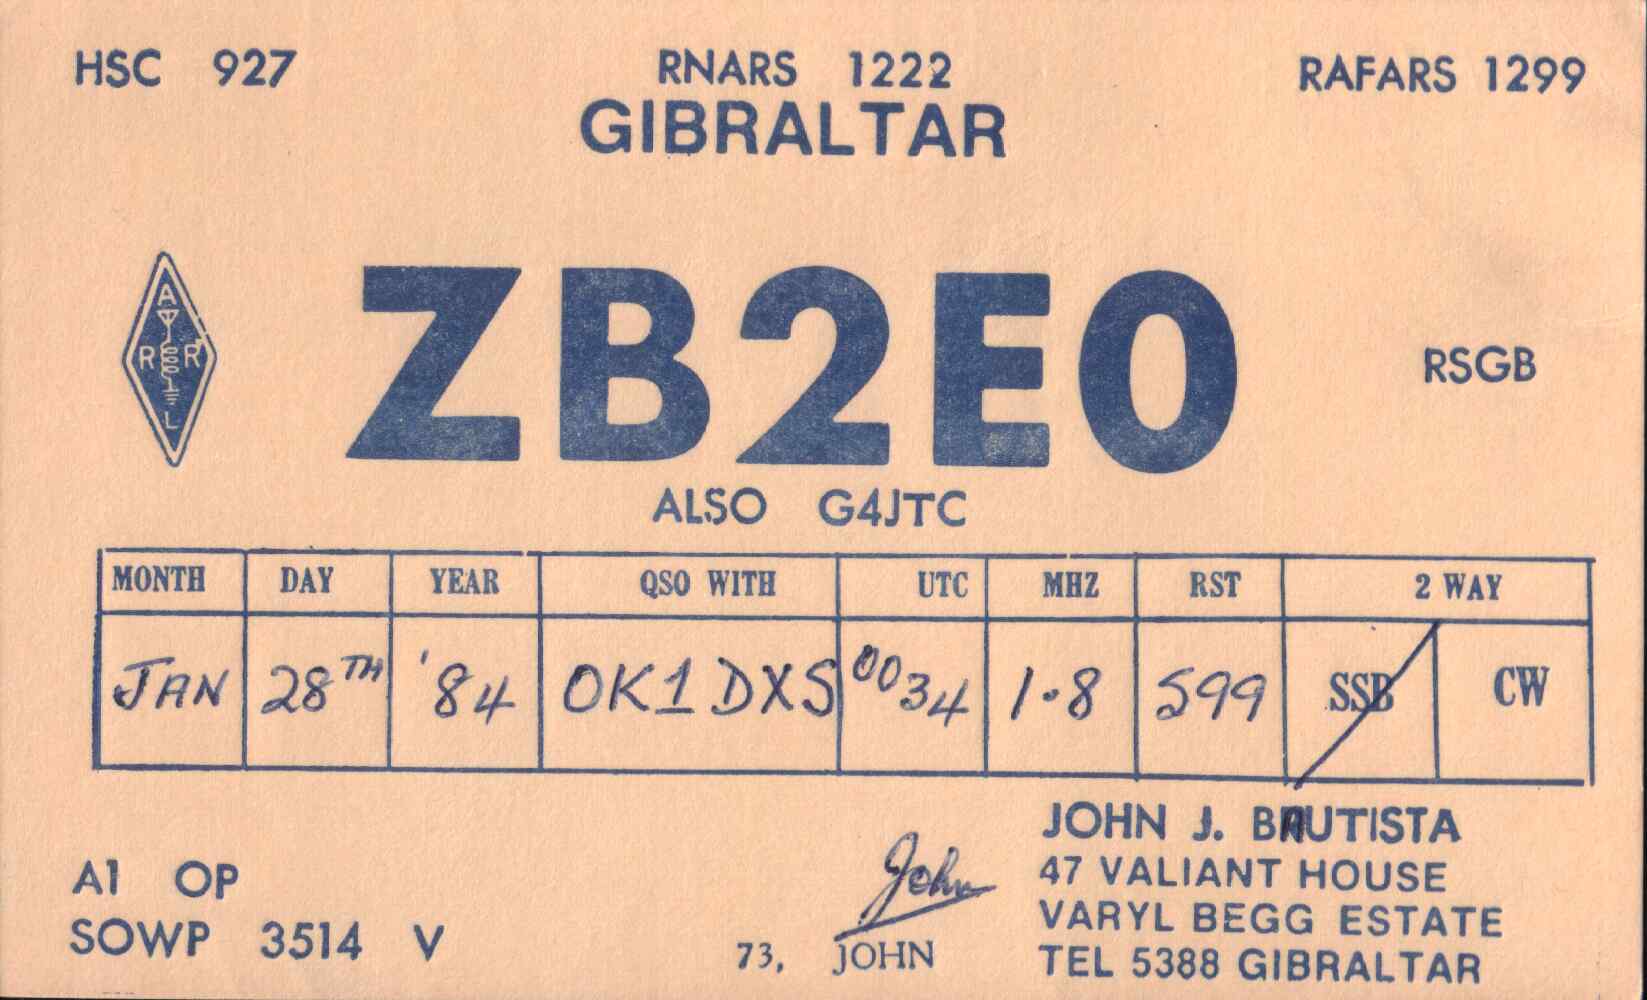 HSC 927 RNARS 1222 RAFARS 1299
GIBRALTAR
A
R R
L
ZB2EO
RSGB
ALSO G4JTC
MONTH DAY YEAR QSO WITH UTC MHZ RST 2 WAY
JAN 28TH '84 OK1DXS 0034 1.8 599 SSB CW
JOHN J. BAUTISTA
47 VALIANT HOUSE
VARYL BEGG ESTATE
TEL 5388 GIBRALTAR
A1 OP
SOWP 3514 V
John
73, JOHN